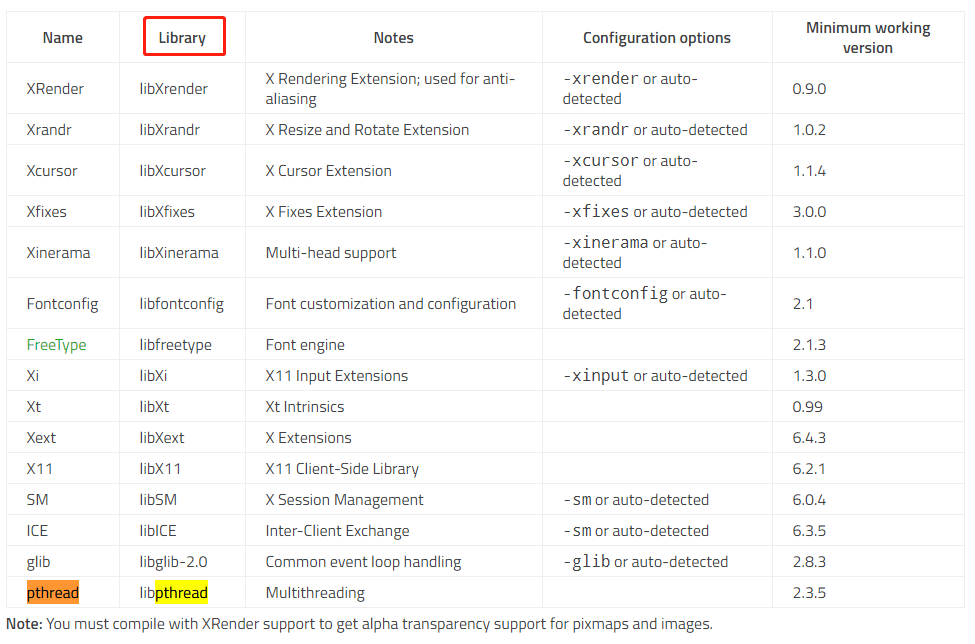 Name Library Notes Configuration options Minimum working
version
XRender libXrender X Rendering Extension; used for anti- -xrender or auto- 0.9.0
aliasing detected
Xrandr libXrandr X Resize and Rotate Extension -xrandr or auto-detected 1.0.2
Xcursor libXcursor X Cursor Extension -xcursor or auto- 1.1.4
detected
Xfixes libXfixes X Fixes Extension -xfixes or auto-detected 3.0.0
Xinerama libXinerama Multi-head support -xinerama or auto- 1.1.0
detected
Fontconfig libfontconfig Font customization and configuration -fontconfig or auto- 2.1
detected
FreeType libfreetype Font engine 2.1.3
Xi libXi X11 Input Extensions -xinput or auto-detected 1.3.0
Xt libXt Xt Intrinsics 0.99
Xext libXext X Extensions 6.4.3
X11 libX11 X11 Client-Side Library 6.2.1
SM libSM X Session Management -sm or auto-detected 6.0.4
ICE libICE Inter-Client Exchange -sm or auto-detected 6.3.5
glib libglib-2.0 Common event loop handling -glib or auto-detected 2.8.3
pthread libpthread Multithreading 2.3.5
Note: You must compile with XRender support to get alpha transparency support for pixmaps and images.